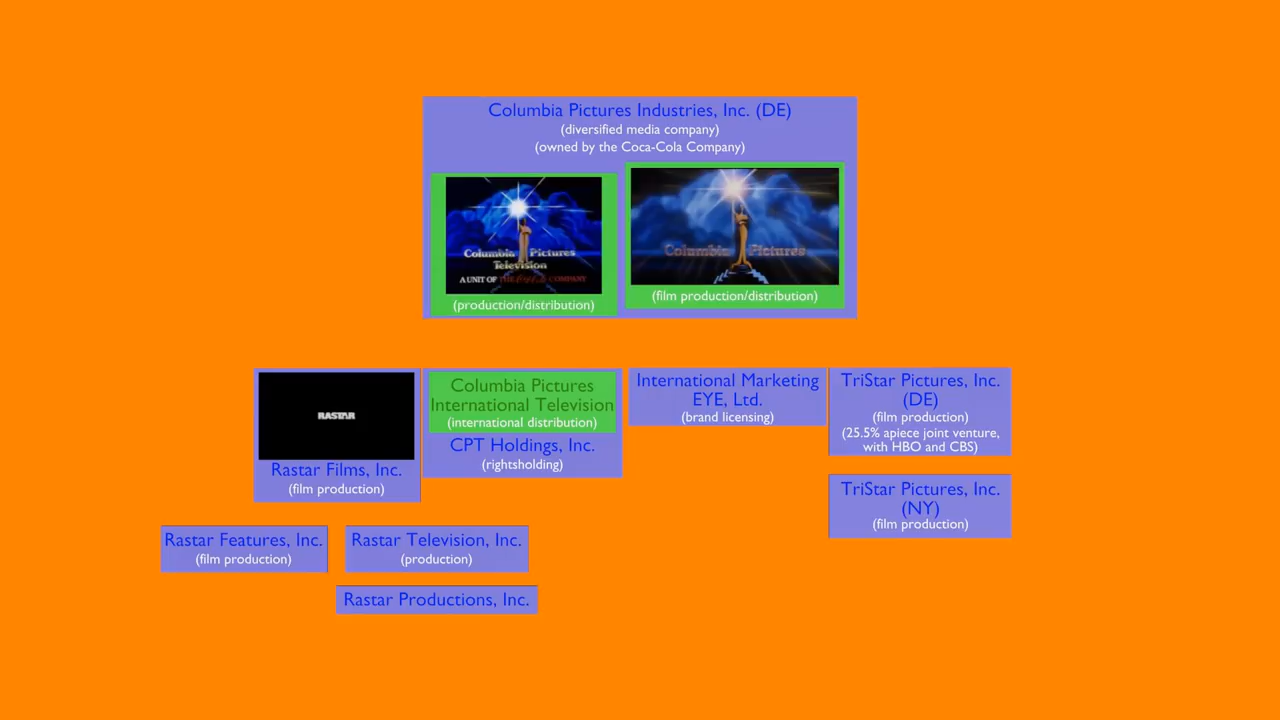 Columbia Pictures Industries, Inc. (DE)
(diversified media company)
(owned by the Coca-Cola Company)
Columbia Pictures
Television
A UNIT OF THE Coca-Cola COMPANY
(production/distribution)
Columbia Pictures
(film production/distribution)
RASTAR
Rastar Films, Inc.
(film production)
Columbia Pictures
International Television
(international distribution)
CPT Holdings, Inc.
(rightsholding)
International Marketing
EYE, Ltd.
(brand licensing)
TriStar Pictures, Inc.
(DE)
(film production)
(25.5% apiece joint venture,
with HBO and CBS)
TriStar Pictures, Inc.
(NY)
(film production)
Rastar Features, Inc.
(film production)
Rastar Television, Inc.
(production)
Rastar Productions, Inc.